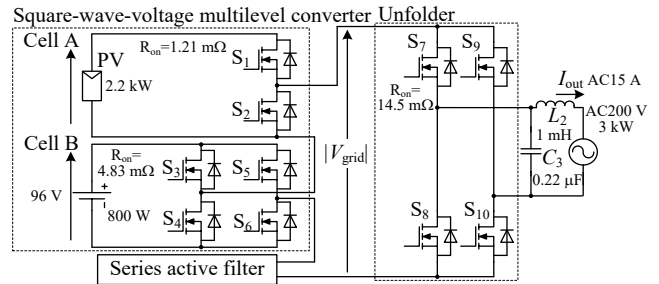 Square-wave-voltage multilevel converter
Unfolder
Cell A
PV
2.2 kW
Ron=1.21 mΩ
S1
S2
Cell B
96 V
800 W
Ron=
4.83mΩ
S3
S4
S5
S6
Series active filter
|Vgrid|
S7
S9
Ron=
14.5 mΩ
S8
S10
Iout AC15 A
AC200 V
3 kW
L2
1 mH
C3
0.22 μF